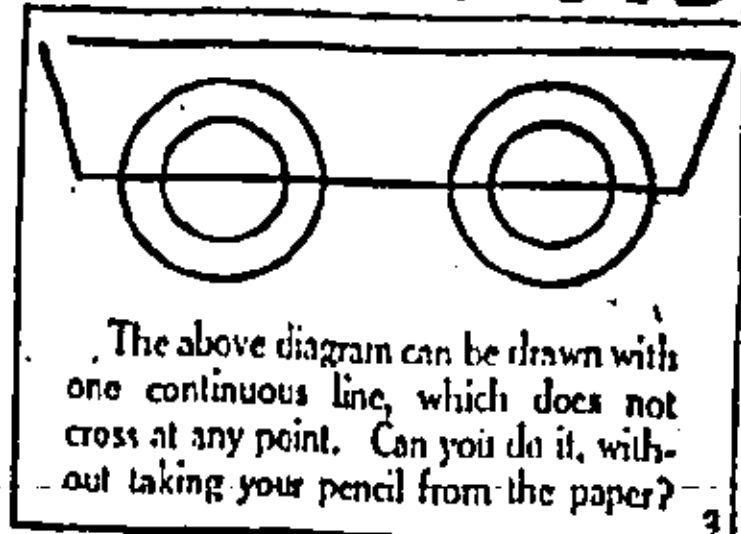 The above diagram can be drawn with
one continuous line, which does not
cross at any point. Can you do it, with-
out taking your pencil from the paper?